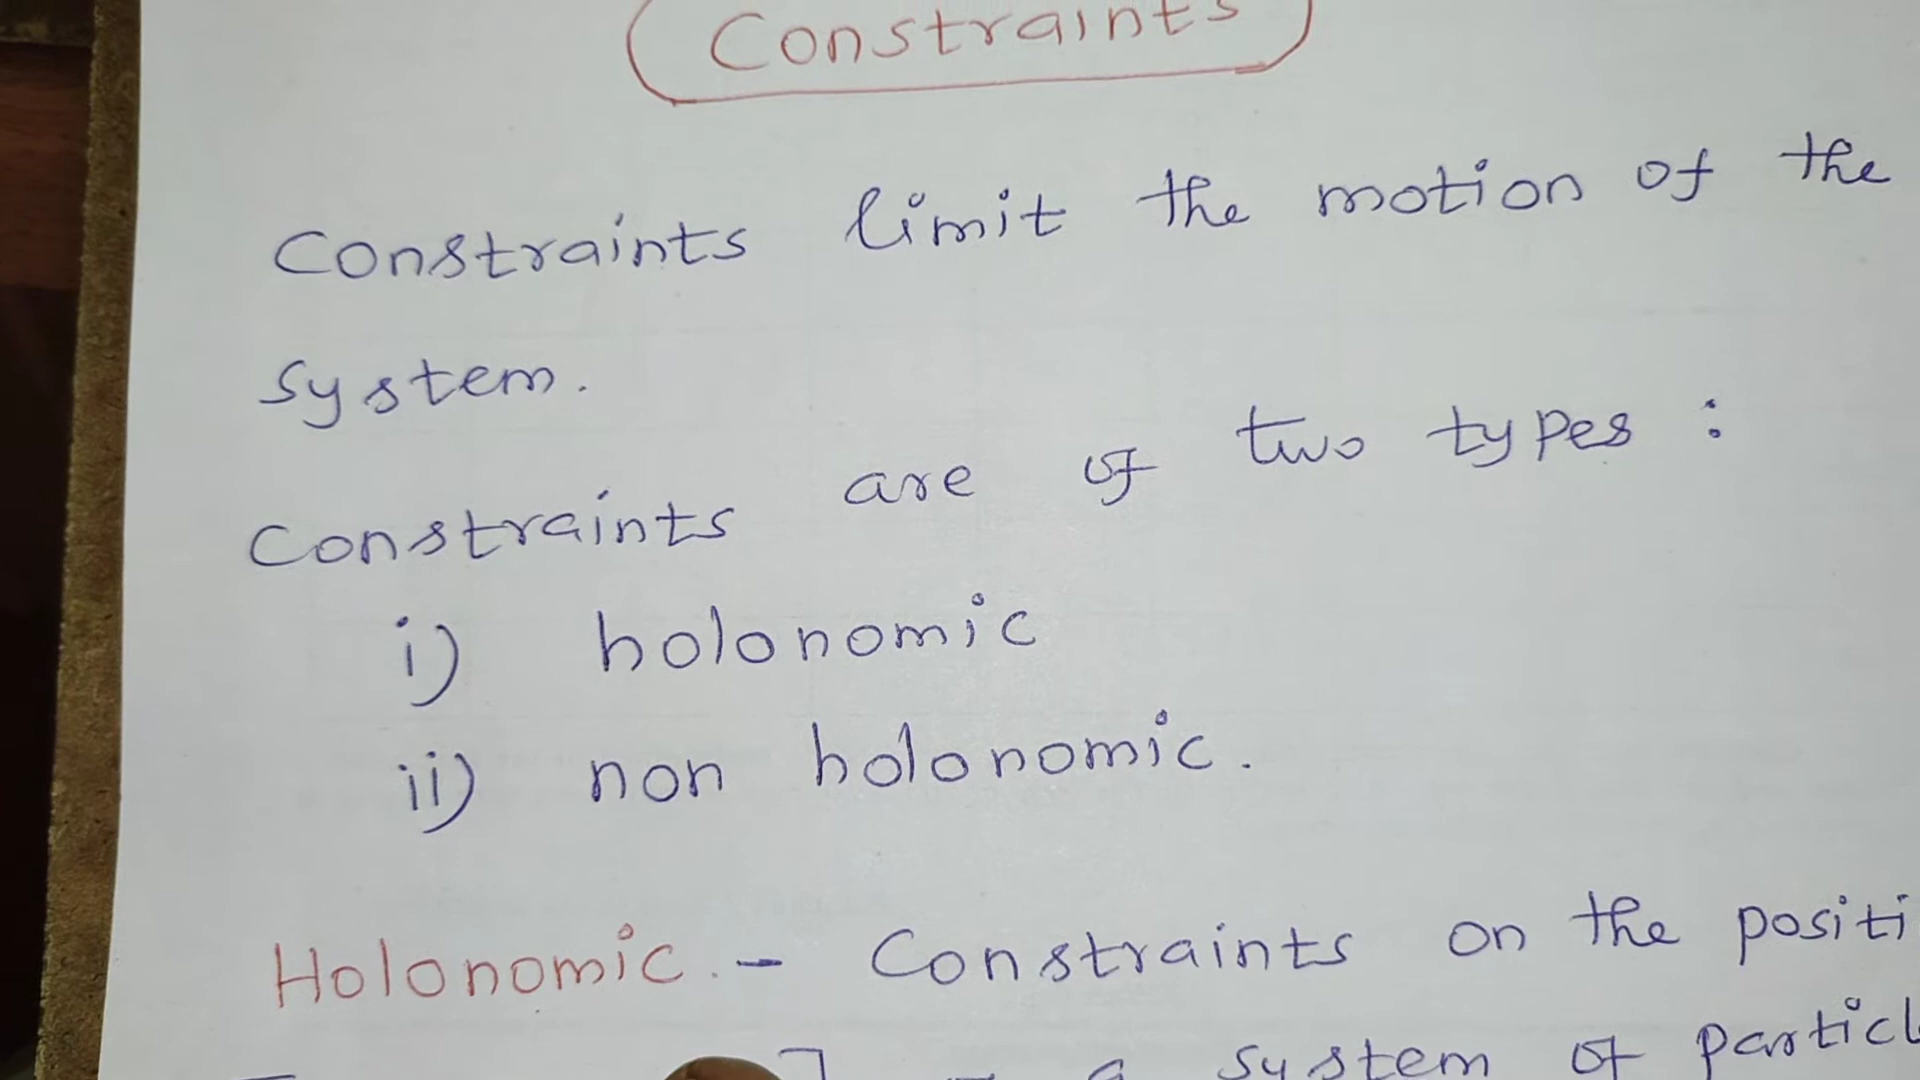 Constraints
Constraints limit the motion of the
system.
Constraints are of two types :
i) holonomic
ii) non holonomic.
Holonomic. - Constraints on the positi
a system of particl